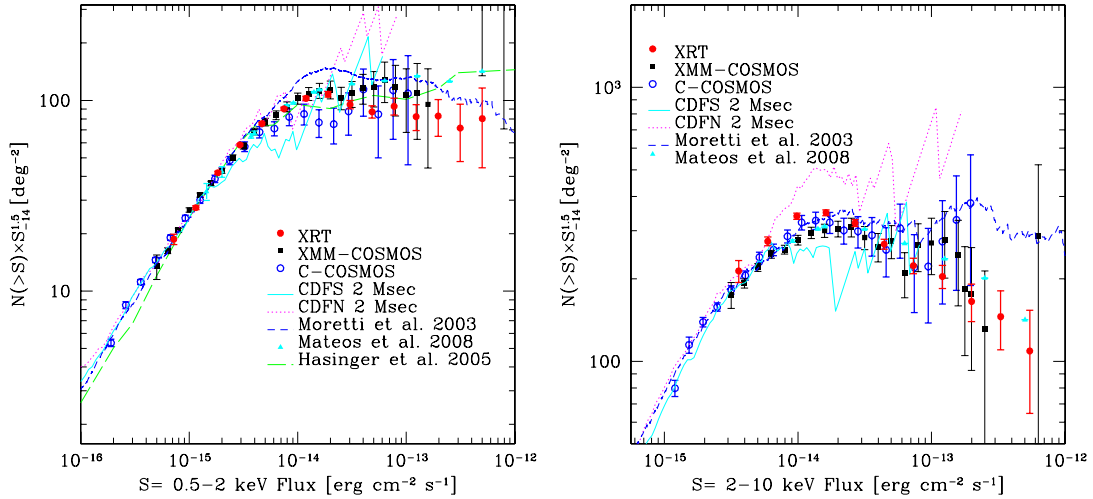 N(>S)×S₋₁₄^1.5 [deg⁻²]
100
10
XRT
XMM−COSMOS
C−COSMOS
CDFS 2 Msec
CDFN 2 Msec
Moretti et al. 2003
Mateos et al. 2008
Hasinger et al. 2005
10⁻¹⁶ 10⁻¹⁵ 10⁻¹⁴ 10⁻¹³ 10⁻¹²
S= 0.5−2 keV Flux [erg cm⁻² s⁻¹]
N(>S)×S₋₁₄^1.5 [deg⁻²]
10³
100
XRT
XMM−COSMOS
C−COSMOS
CDFS 2 Msec
CDFN 2 Msec
Moretti et al. 2003
Mateos et al. 2008
10⁻¹⁵ 10⁻¹⁴ 10⁻¹³ 10⁻¹²
S= 2−10 keV Flux [erg cm⁻² s⁻¹]